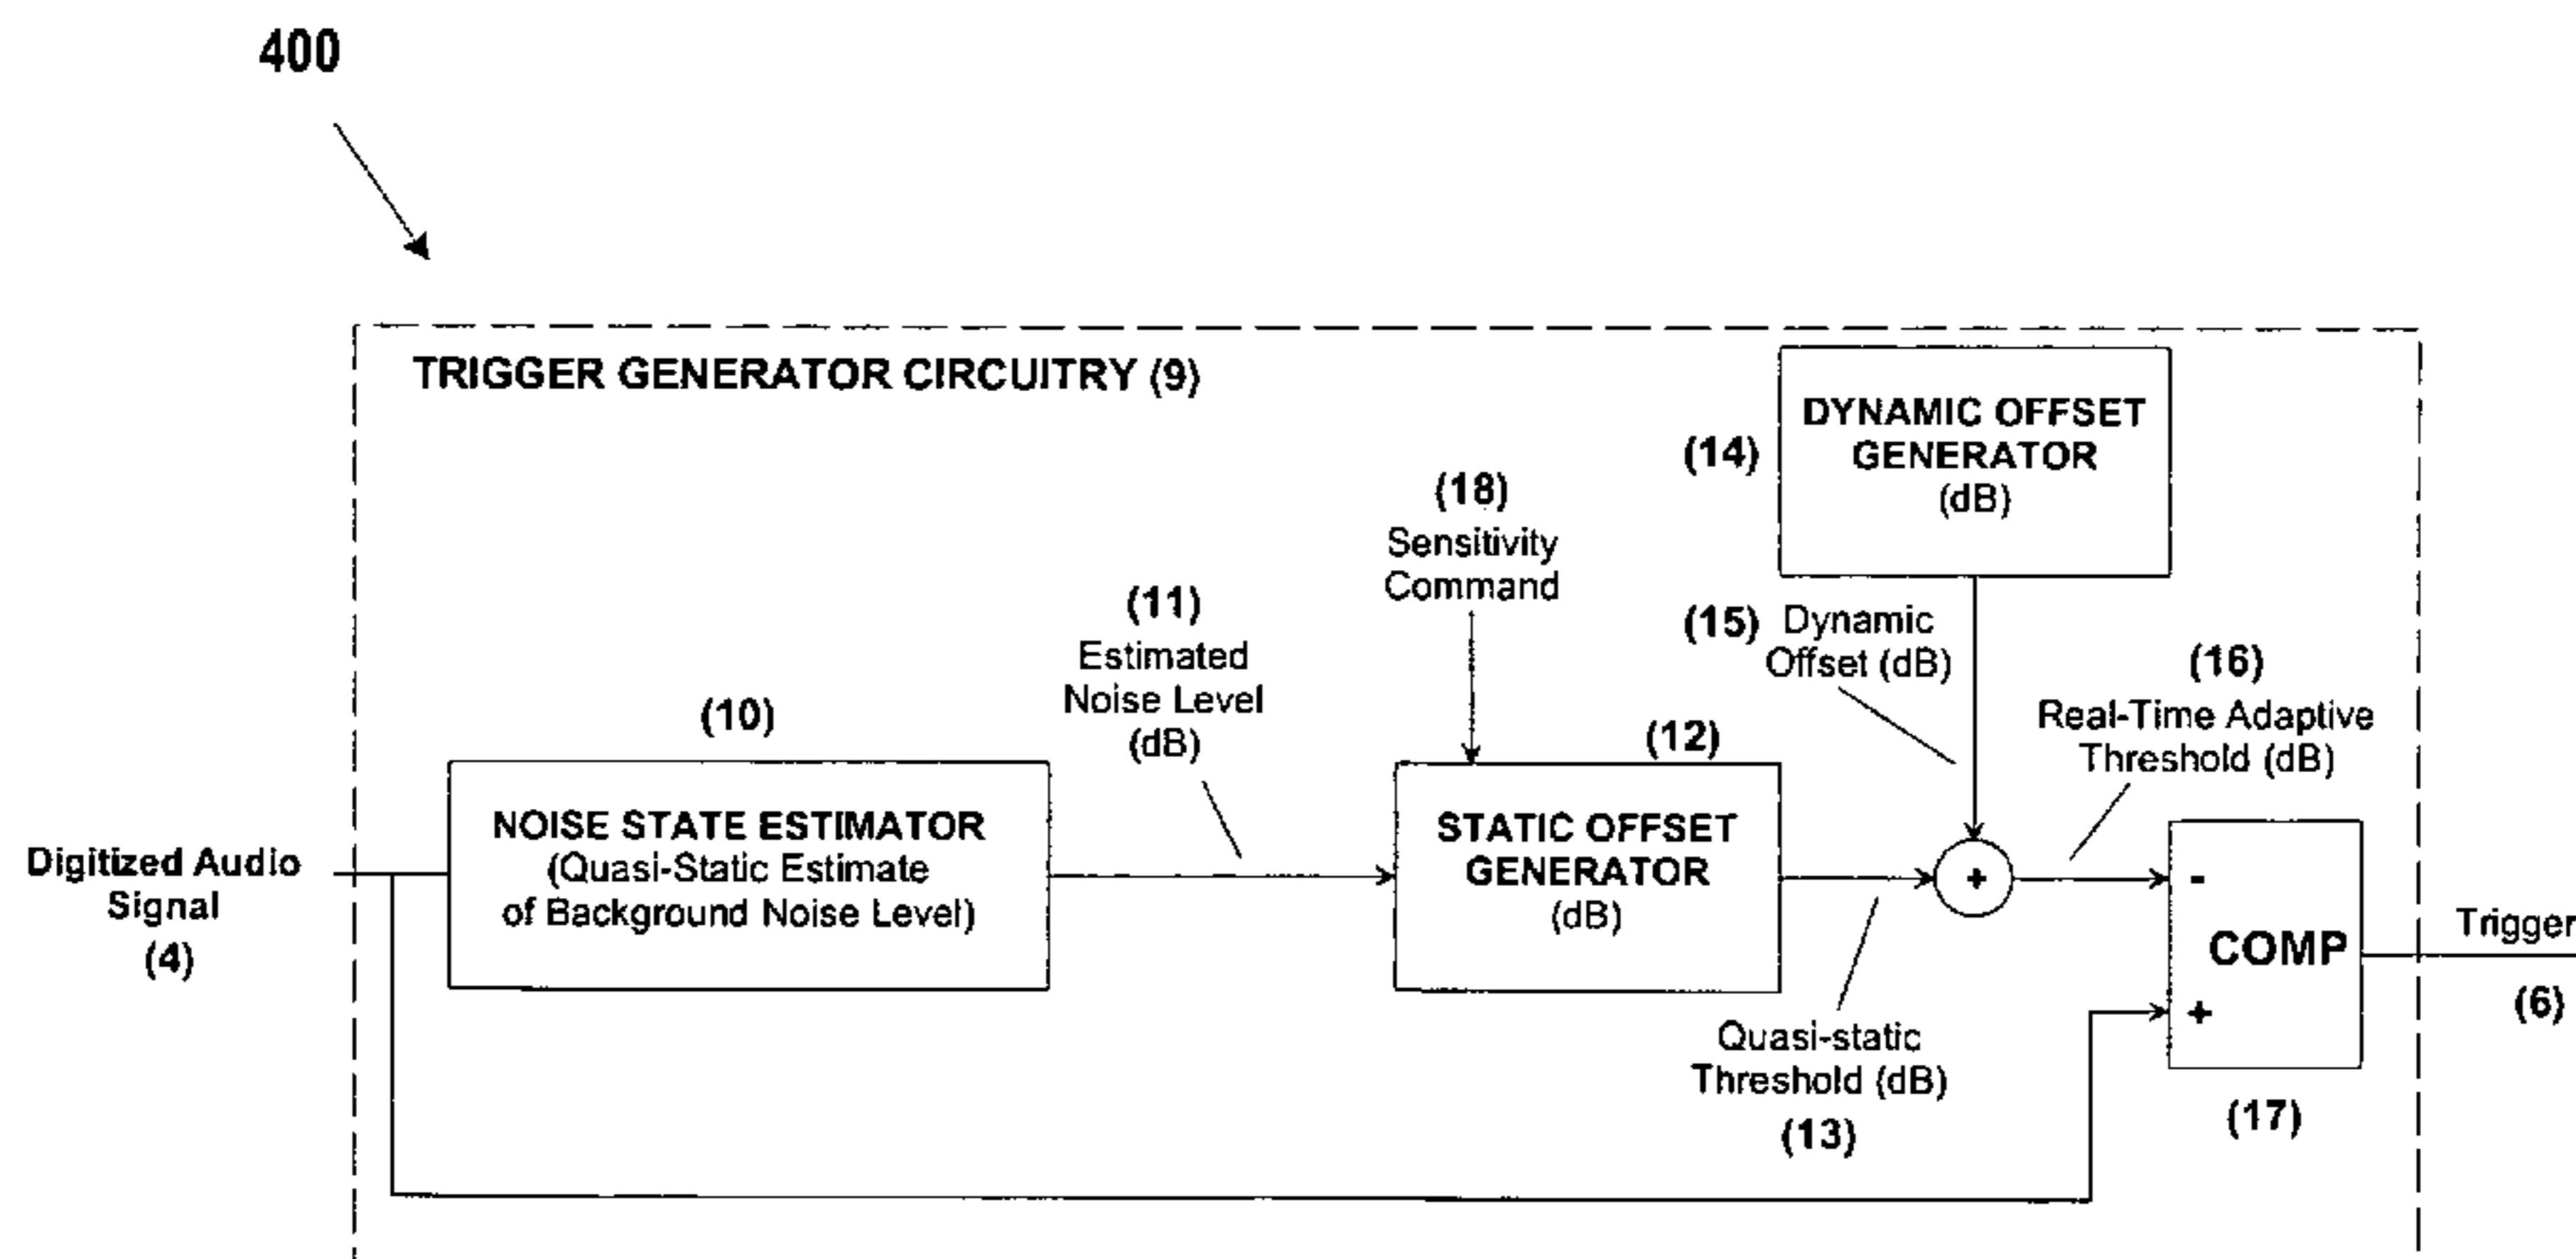 400
TRIGGER GENERATOR CIRCUITRY (9)
DYNAMIC OFFSET
GENERATOR
(dB)
(14)
(18)
Sensitivity
Command
(15) Dynamic
Offset (dB)
(11)
Estimated
Noise Level
(dB)
(16)
Real-Time Adaptive
Threshold (dB)
(10)
(12)
NOISE STATE ESTIMATOR
(Quasi-Static Estimate
of Background Noise Level)
STATIC OFFSET
GENERATOR
(dB)
Digitized Audio
Signal
(4)
+
-
COMP
+
Trigger
(6)
Quasi-static
Threshold (dB)
(13)
(17)